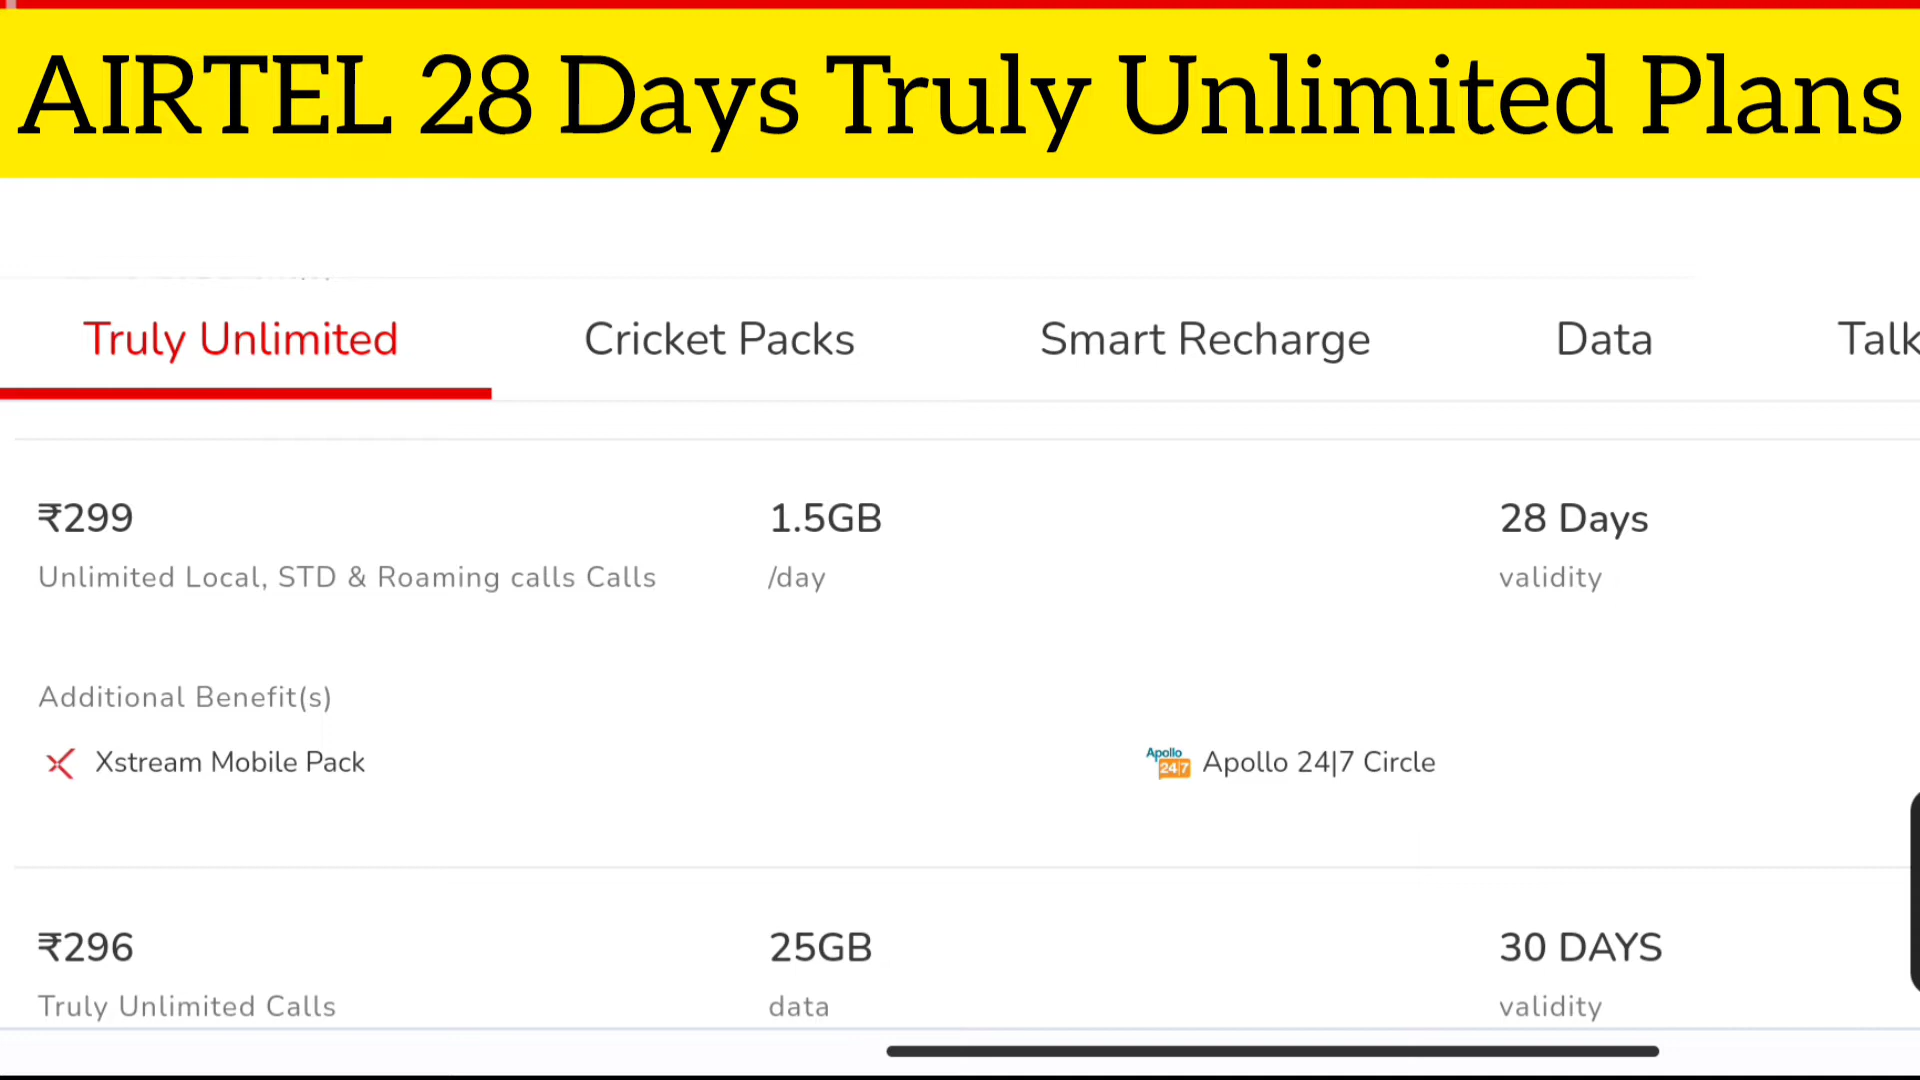 AIRTEL 28 Days Truly Unlimited Plans
Truly Unlimited Cricket Packs Smart Recharge Data Talk
₹299 1.5GB 28 Days
Unlimited Local, STD & Roaming calls Calls /day validity
Additional Benefit(s)
Xstream Mobile Pack Apollo 24|7 Apollo 24|7 Circle
₹296 25GB 30 DAYS
Truly Unlimited Calls data validity